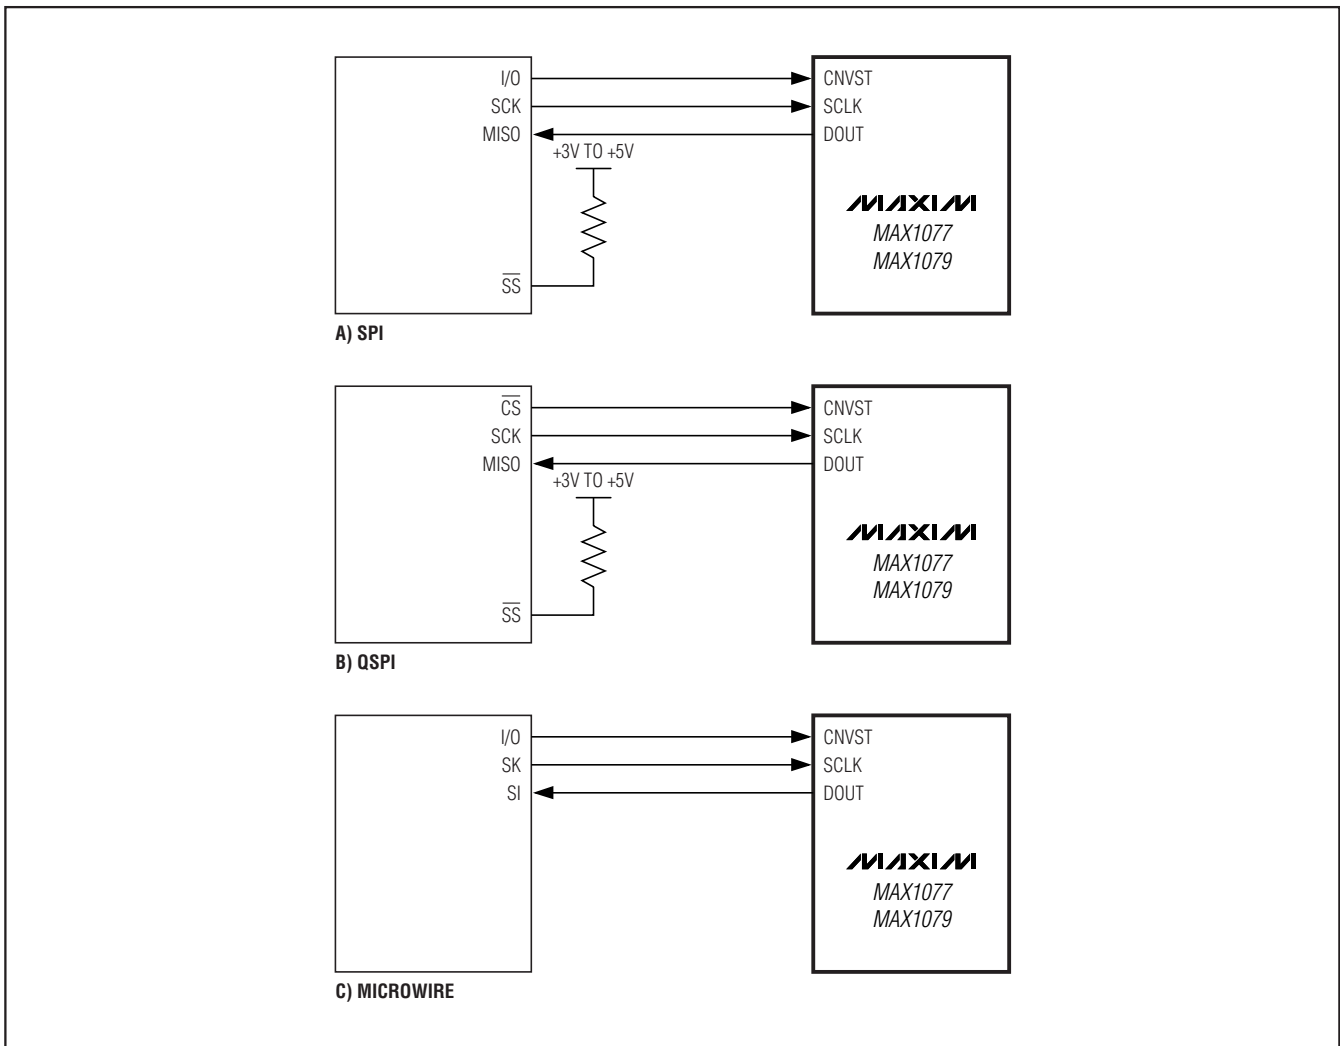 I/O
SCK
MISO
+3V TO +5V
SS
CNVST
SCLK
DOUT
MAXIM
MAX1077
MAX1079
A) SPI
CS
SCK
MISO
+3V TO +5V
SS
CNVST
SCLK
DOUT
MAXIM
MAX1077
MAX1079
B) QSPI
I/O
SK
SI
CNVST
SCLK
DOUT
MAXIM
MAX1077
MAX1079
C) MICROWIRE